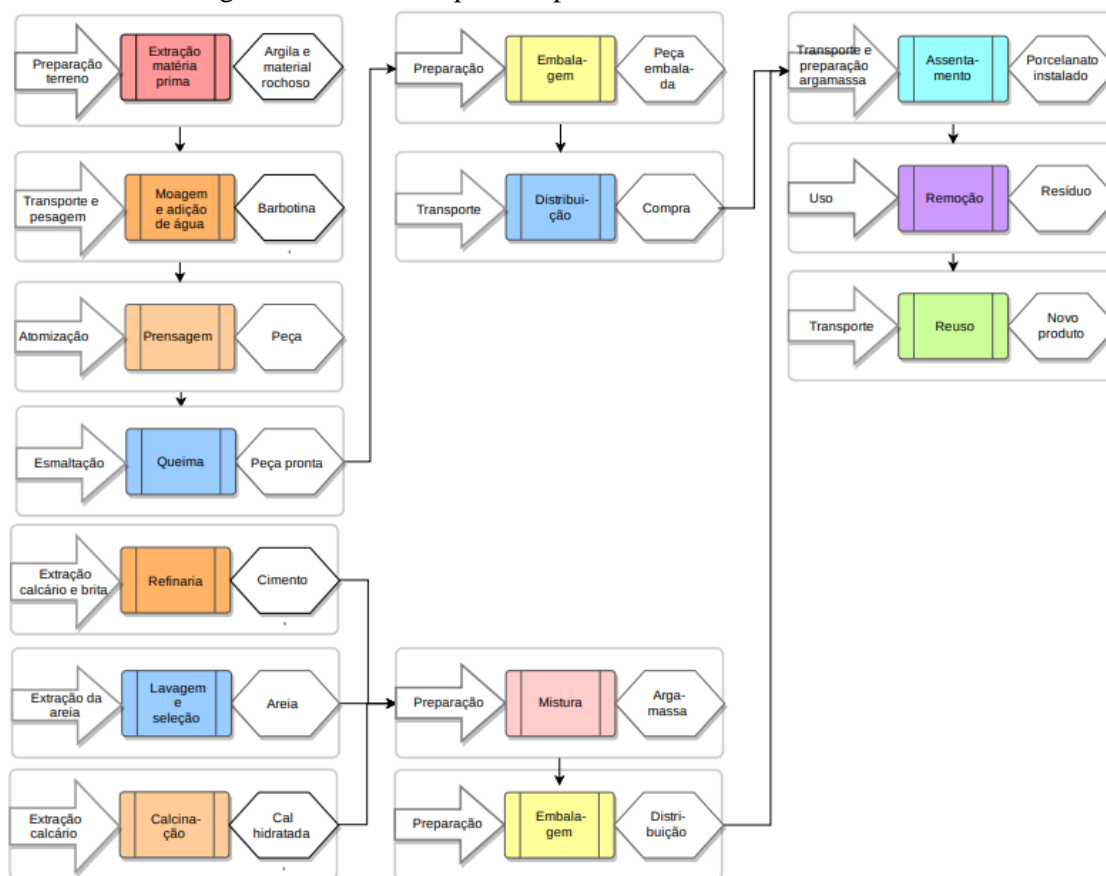 Preparação
terreno
Extração
matéria
prima
Argila e
material
rochoso
Transporte e
pesagem
Moagem
e adição
de água
Barbotina
Atomização
Prensagem
Peça
Esmaltação
Queima
Peça pronta
Extração
calcário e brita
Refinaria
Cimento
Extração da
areia
Lavagem
e
seleção
Areia
Extração
calcário
Calcina-
ção
Cal
hidratada
Preparação
Embala-
gem
Peça
embala-
da
Transporte
Distribui-
ção
Compra
Preparação
Mistura
Arga-
massa
Preparação
Embala-
gem
Distri-
buição
Transporte e
preparação
argamassa
Assenta-
mento
Porcelanato
instalado
Uso
Remoção
Resíduo
Transporte
Reuso
Novo
produto